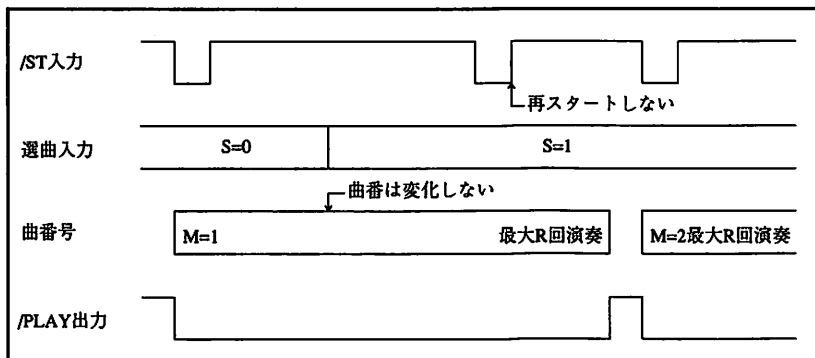 /ST入力
再スタートしない
選曲入力
S=0
S=1
曲番は変化しない
曲番号
M=1
最大R回演奏
M=2最大R回演奏
/PLAY出力